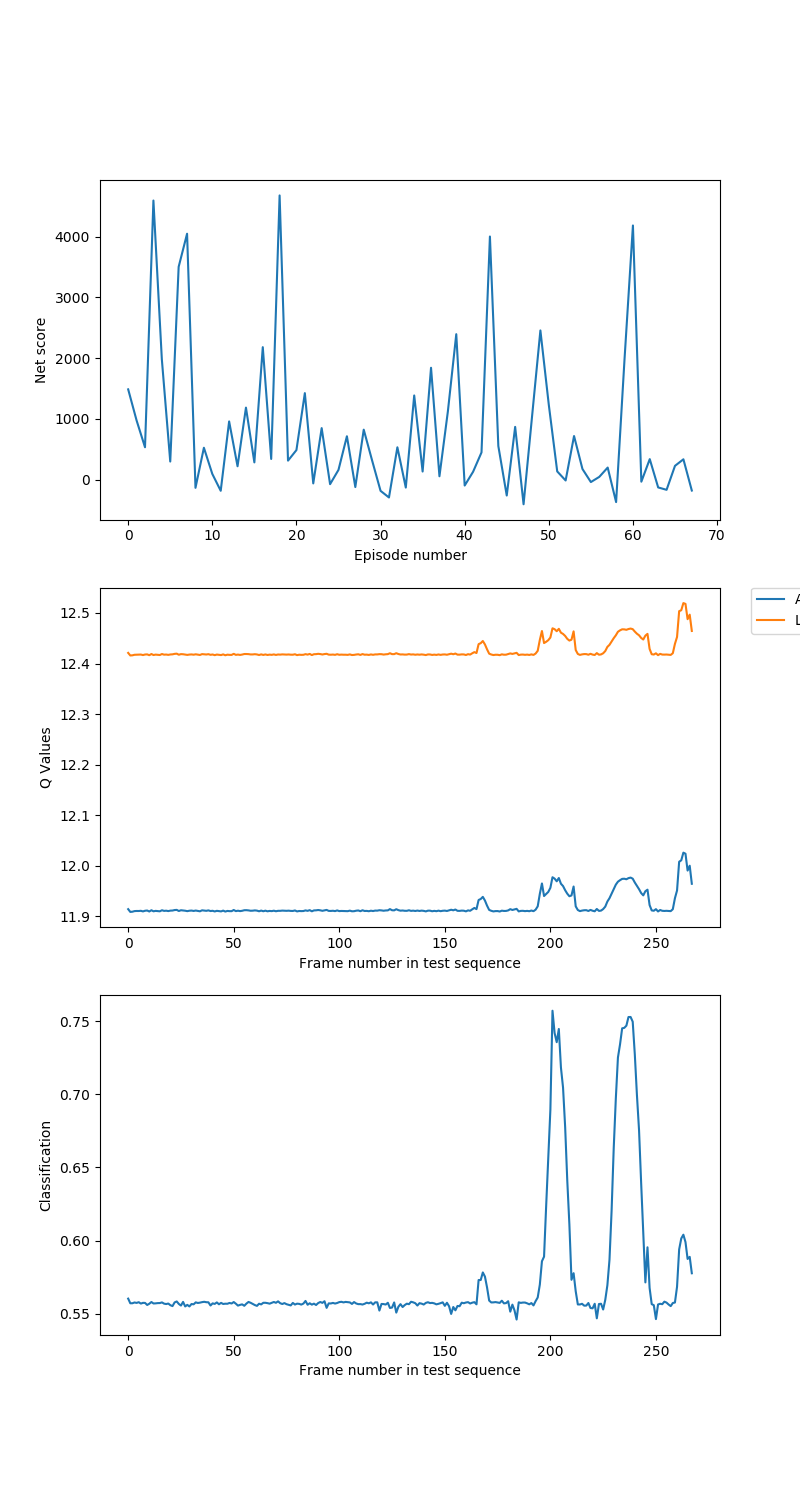 4000
3000
2000
1000
0
Net score
0 10 20 30 40 50 60 70
Episode number
12.5
12.4
12.3
12.2
12.1
12.0
11.9
Q Values
0 50 100 150 200 250
Frame number in test sequence
0.75
0.70
0.65
0.60
0.55
Classification
0 50 100 150 200 250
Frame number in test sequence